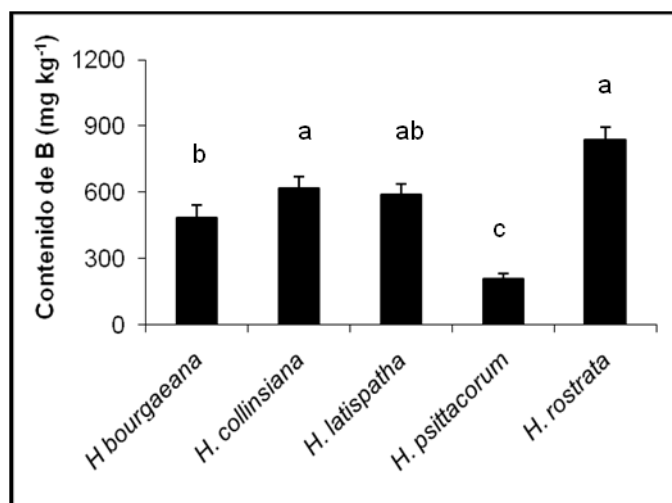 Contenido de B (mg kg-1)
1200
900
600
300
0
b
a
ab
c
a
H bourgaeana
H. collinsiana
H. latispatha
H. psittacorum
H. rostrata